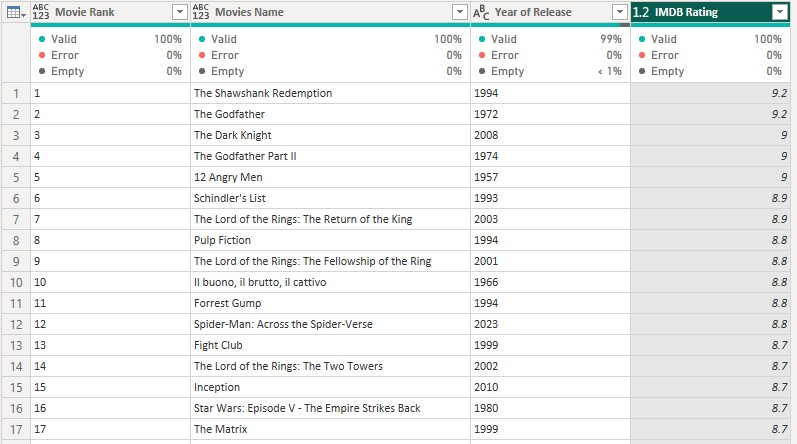 ABC 123 Movie Rank ABC 123 Movies Name ABC Year of Release 1.2 IMDB Rating
Valid 100% Valid 100% Valid 99% Valid 100%
Error 0% Error 0% Error 0% Error 0%
Empty 0% Empty 0% Empty < 1% Empty 0%
1 1 The Shawshank Redemption 1994 9.2
2 2 The Godfather 1972 9.2
3 3 The Dark Knight 2008 9
4 4 The Godfather Part II 1974 9
5 5 12 Angry Men 1957 9
6 6 Schindler's List 1993 8.9
7 7 The Lord of the Rings: The Return of the King 2003 8.9
8 8 Pulp Fiction 1994 8.8
9 9 The Lord of the Rings: The Fellowship of the Ring 2001 8.8
10 10 Il buono, il brutto, il cattivo 1966 8.8
11 11 Forrest Gump 1994 8.8
12 12 Spider-Man: Across the Spider-Verse 2023 8.8
13 13 Fight Club 1999 8.7
14 14 The Lord of the Rings: The Two Towers 2002 8.7
15 15 Inception 2010 8.7
16 16 Star Wars: Episode V - The Empire Strikes Back 1980 8.7
17 17 The Matrix 1999 8.7